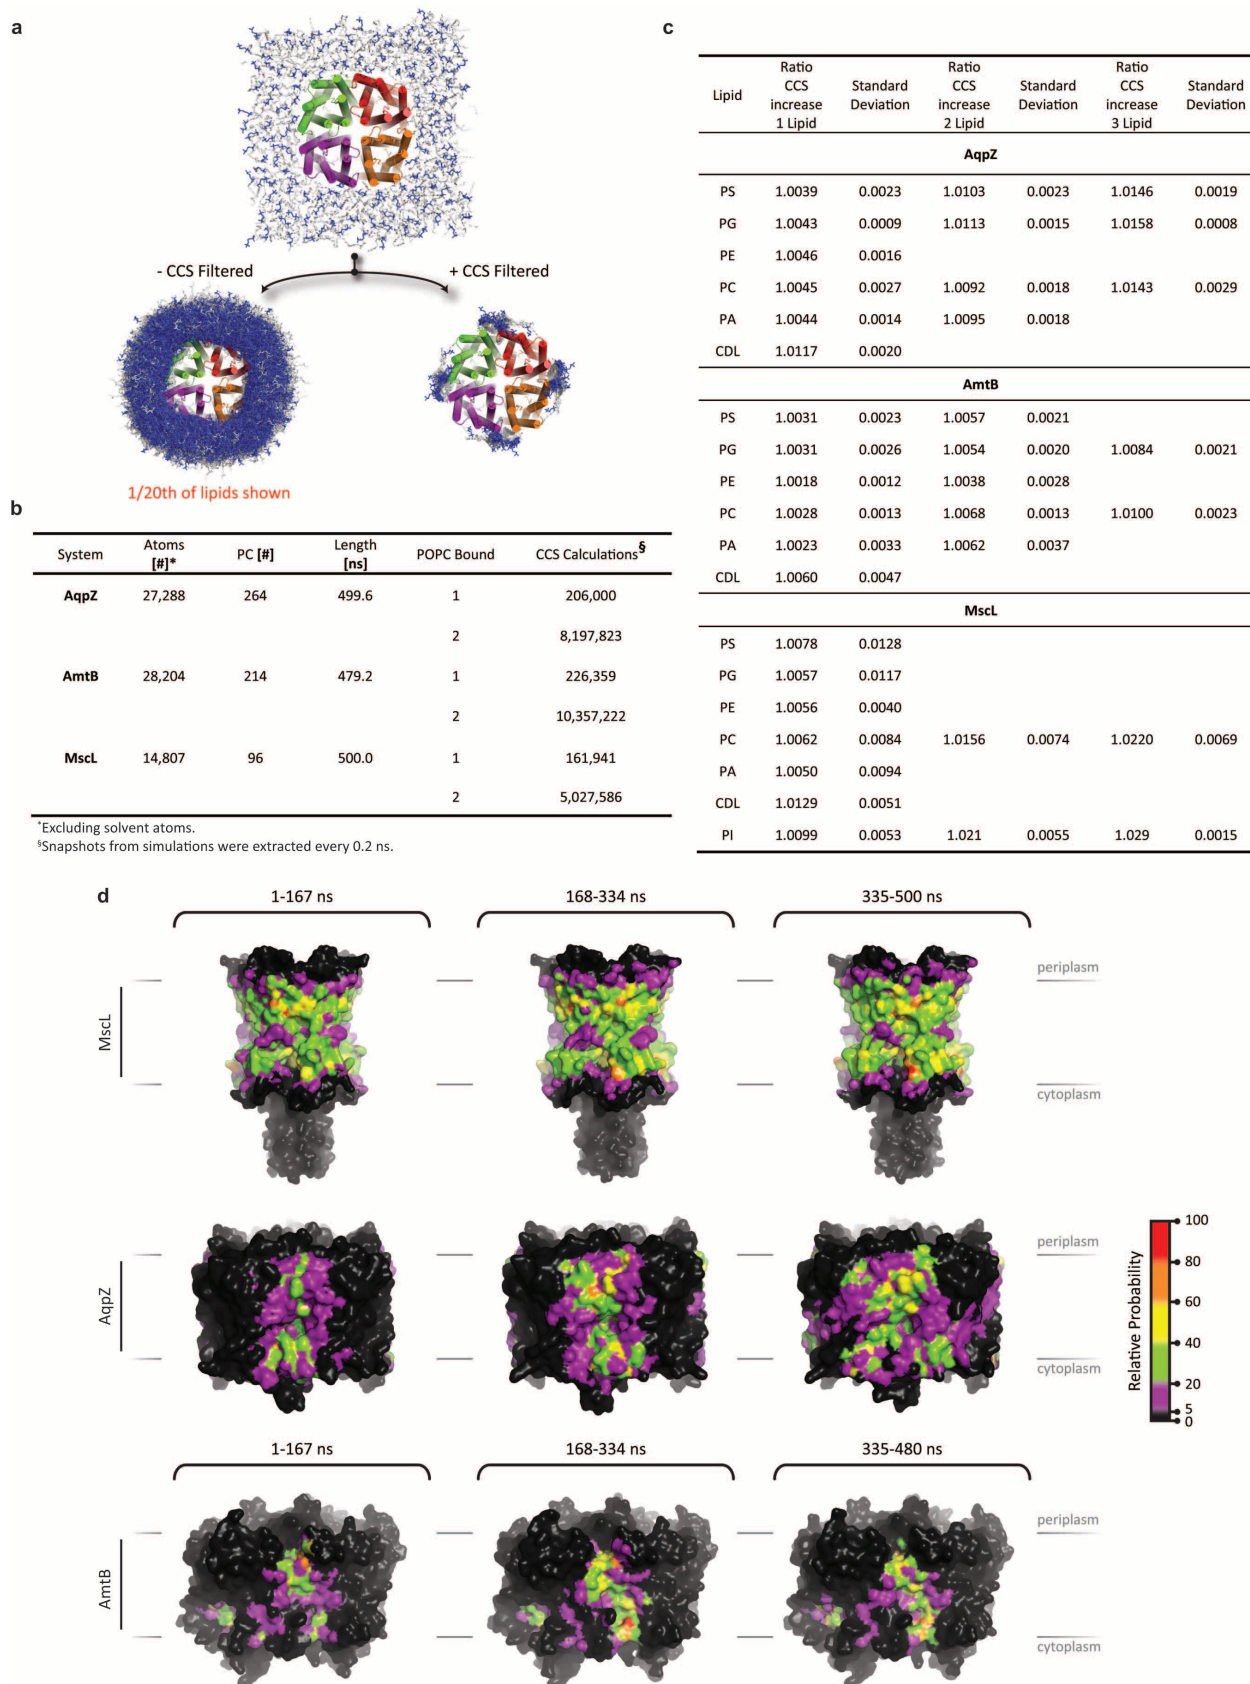 a
- CCS Filtered
+ CCS Filtered
1/20th of lipids shown
b
System Atoms [#]* PC [#] Length [ns] POPC Bound CCS Calculations§
AqpZ 27,288 264 499.6 1 206,000
2 8,197,823
AmtB 28,204 214 479.2 1 226,359
2 10,357,222
MscL 14,807 96 500.0 1 161,941
2 5,027,586
*Excluding solvent atoms.
§Snapshots from simulations were extracted every 0.2 ns.
c
Lipid Ratio CCS increase 1 Lipid Standard Deviation Ratio CCS increase 2 Lipid Standard Deviation Ratio CCS increase 3 Lipid Standard Deviation
AqpZ
PS 1.0039 0.0023 1.0103 0.0023 1.0146 0.0019
PG 1.0043 0.0009 1.0113 0.0015 1.0158 0.0008
PE 1.0046 0.0016
PC 1.0045 0.0027 1.0092 0.0018 1.0143 0.0029
PA 1.0044 0.0014 1.0095 0.0018
CDL 1.0117 0.0020
AmtB
PS 1.0031 0.0023 1.0057 0.0021
PG 1.0031 0.0026 1.0054 0.0020 1.0084 0.0021
PE 1.0018 0.0012 1.0038 0.0028
PC 1.0028 0.0013 1.0068 0.0013 1.0100 0.0023
PA 1.0023 0.0033 1.0062 0.0037
CDL 1.0060 0.0047
MscL
PS 1.0078 0.0128
PG 1.0057 0.0117
PE 1.0056 0.0040
PC 1.0062 0.0084 1.0156 0.0074 1.0220 0.0069
PA 1.0050 0.0094
CDL 1.0129 0.0051
PI 1.0099 0.0053 1.021 0.0055 1.029 0.0015
d
1-167 ns 168-334 ns 335-500 ns
MscL
periplasm
cytoplasm
AqpZ
periplasm
cytoplasm
Relative Probability
100
80
60
40
20
5
0
1-167 ns 168-334 ns 335-480 ns
AmtB
periplasm
cytoplasm